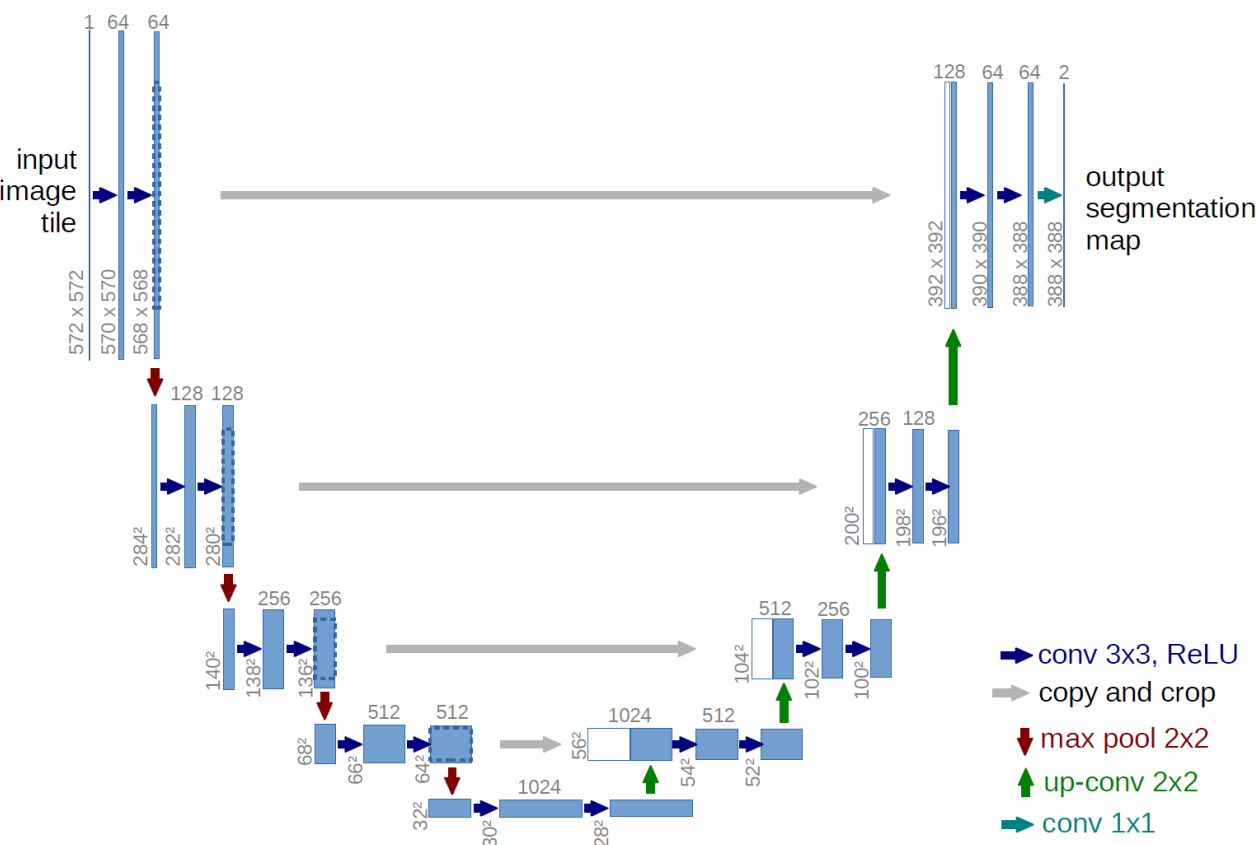 1 64 64
128 64 64 2
input
image
tile
output
segmentation
map
572 x 572
570 x 570
568 x 568
392 x 392
390 x 390
388 x 388
388 x 388
128 128
256 128
284²
282²
280²
200²
198²
196²
256 256
512 256
140²
138²
136²
104²
102²
100²
512 512
1024 512
68²
66²
64²
56²
54²
52²
1024
32²
30²
28²
conv 3x3, ReLU
copy and crop
max pool 2x2
up-conv 2x2
conv 1x1